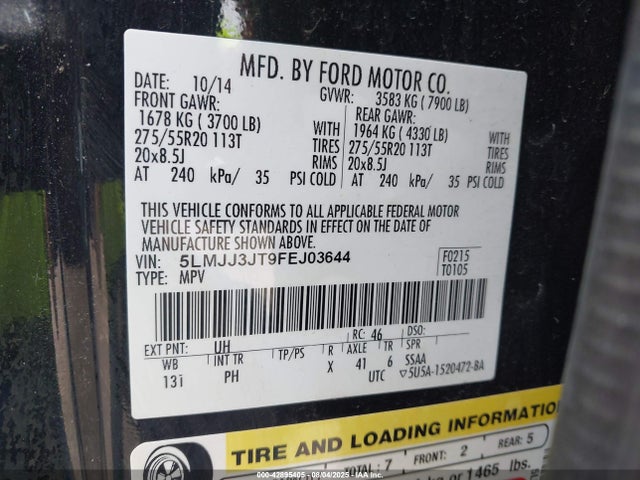 MFD. BY FORD MOTOR CO.
DATE: 10/14
GVWR: 3583 KG ( 7900 LB)
FRONT GAWR: REAR GAWR:
1678 KG ( 3700 LB) WITH 1964 KG ( 4330 LB) WITH
275/55R20 113T TIRES 275/55R20 113T TIRES
20x8.5J RIMS 20x8.5J RIMS
AT 240 kPa/ 35 PSI COLD AT 240 kPa/ 35 PSI COLD
THIS VEHICLE CONFORMS TO ALL APPLICABLE FEDERAL MOTOR
VEHICLE SAFETY STANDARDS IN EFFECT ON THE DATE OF
MANUFACTURE SHOWN ABOVE.
VIN: 5LMJJ3JT9FEJ03644 F0215
TYPE: MPV T0105
EXT PNT: UH RC: 46 DSO:
WB INT TR TP/PS R AXLE TR SPR
131 PH X 41 6 SSAA
UTC ▽5U5A-1520472-BA
TIRE AND LOADING INFORMATION
TOTAL : 7 FRONT: 2 REAR: 5
kg or 1465 lbs.
00-42895405 - 08/04/2025 - IAA Inc.